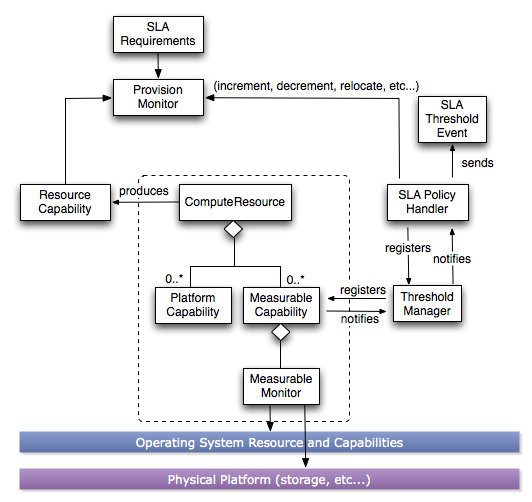 SLA
Requirements
Provision
Monitor
(increment, decrement, relocate, etc...)
SLA
Threshold
Event
sends
Resource
Capability
produces
ComputeResource
SLA Policy
Handler
registers
notifies
0..*
0..*
Platform
Capability
Measurable
Capability
registers
notifies
Threshold
Manager
Measurable
Monitor
Operating System Resource and Capabilities
Physical Platform (storage, etc...)